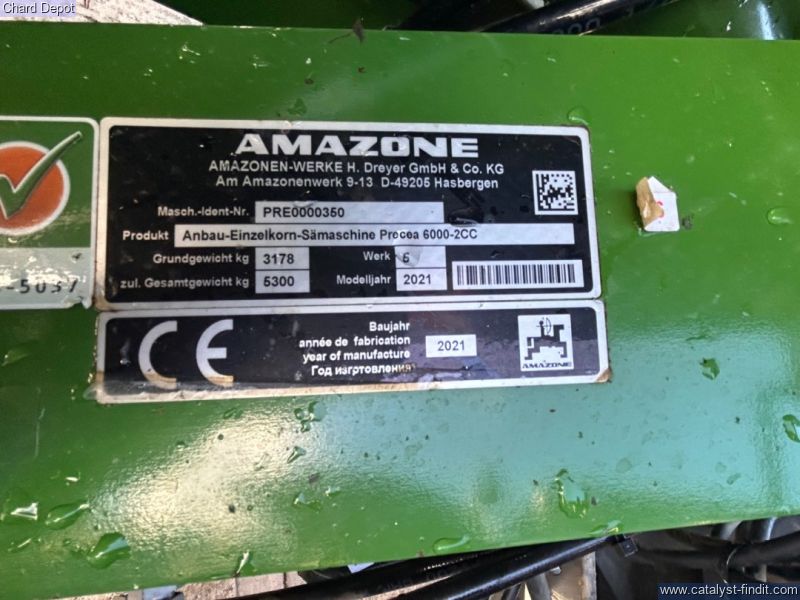 Chard Depot
AMAZONE
AMAZONEN-WERKE H. Dreyer GmbH & Co. KG
Am Amazonenwerk 9-13 D-49205 Hasbergen
Masch.-Ident-Nr. PRE0000350
Produkt Anbau-Einzelkorn-Sämaschine Precea 6000-2CC
Grundgewicht kg 3178 Werk 5
zul. Gesamtgewicht kg 5300 Modelljahr 2021
-5037
CE
Baujahr
année de fabrication
year of manufacture 2021
Год изготовления
AMAZONE
www.catalyst-findit.com